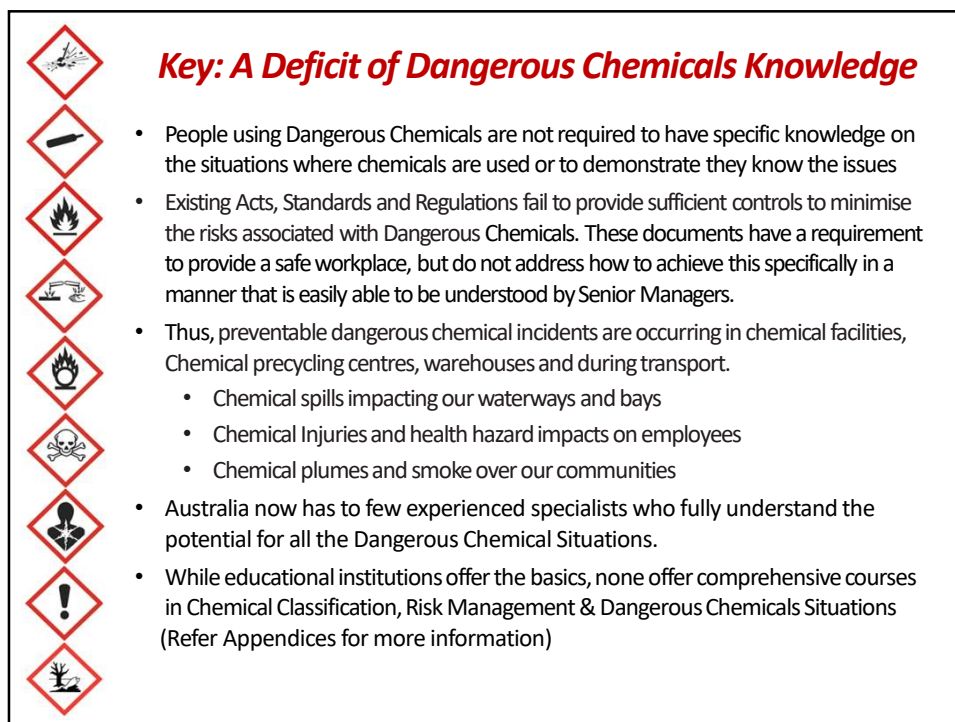 Key: A Deficit of Dangerous Chemicals Knowledge
• People using Dangerous Chemicals are not required to have specific knowledge on
the situations where chemicals are used or to demonstrate they know the issues
• Existing Acts, Standards and Regulations fail to provide sufficient controls to minimise
the risks associated with Dangerous Chemicals. These documents have a requirement
to provide a safe workplace, but do not address how to achieve this specifically in a
manner that is easily able to be understood by Senior Managers.
• Thus, preventable dangerous chemical incidents are occurring in chemical facilities,
Chemical precycling centres, warehouses and during transport.
• Chemical spills impacting our waterways and bays
• Chemical Injuries and health hazard impacts on employees
• Chemical plumes and smoke over our communities
• Australia now has to few experienced specialists who fully understand the
potential for all the Dangerous Chemical Situations.
• While educational institutions offer the basics, none offer comprehensive courses
in Chemical Classification, Risk Management & Dangerous Chemicals Situations
(Refer Appendices for more information)